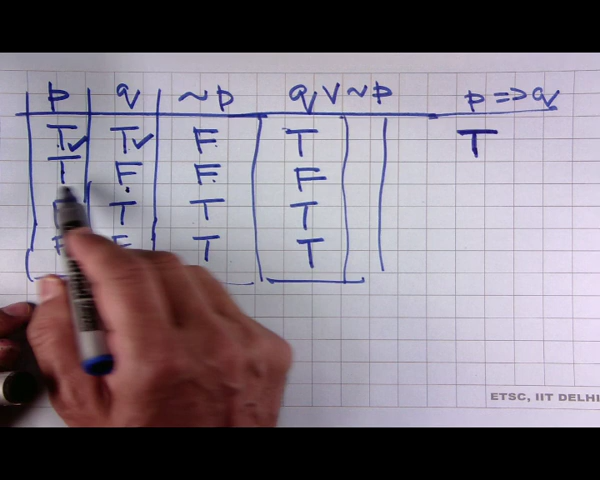 p q ~p q ∨ ~p p => q
T✓ T✓ F T T
T F F F
F T T T
F F T T
ETSC, IIT DELHI